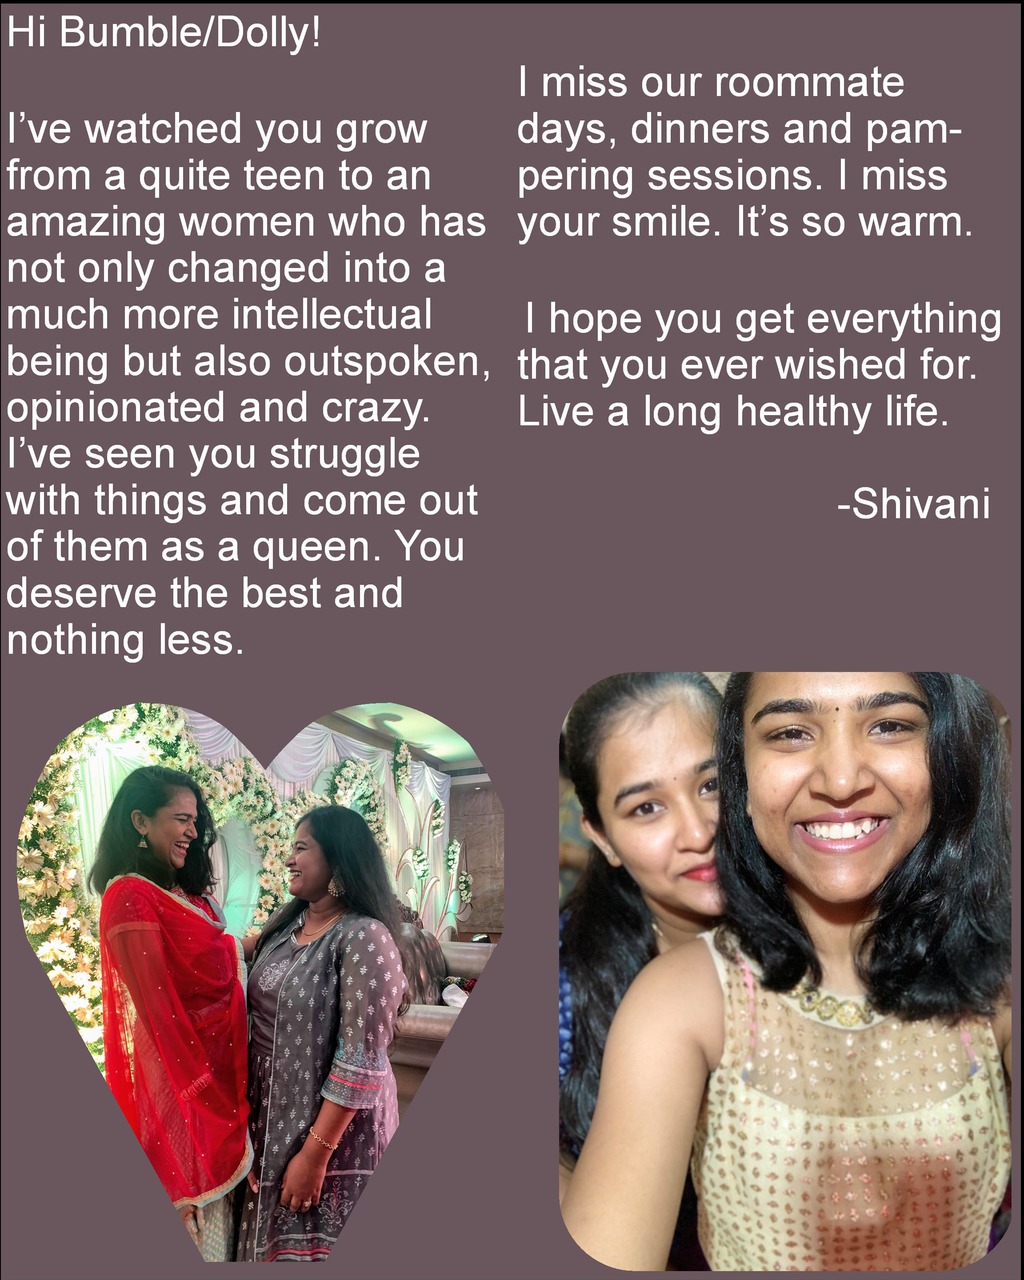 Hi Bumble/Dolly!
I've watched you grow
from a quite teen to an
amazing women who has
not only changed into a
much more intellectual
being but also outspoken,
opinionated and crazy.
I've seen you struggle
with things and come out
of them as a queen. You
deserve the best and
nothing less.
I miss our roommate
days, dinners and pam-
pering sessions. I miss
your smile. It's so warm.
I hope you get everything
that you ever wished for.
Live a long healthy life.
-Shivani